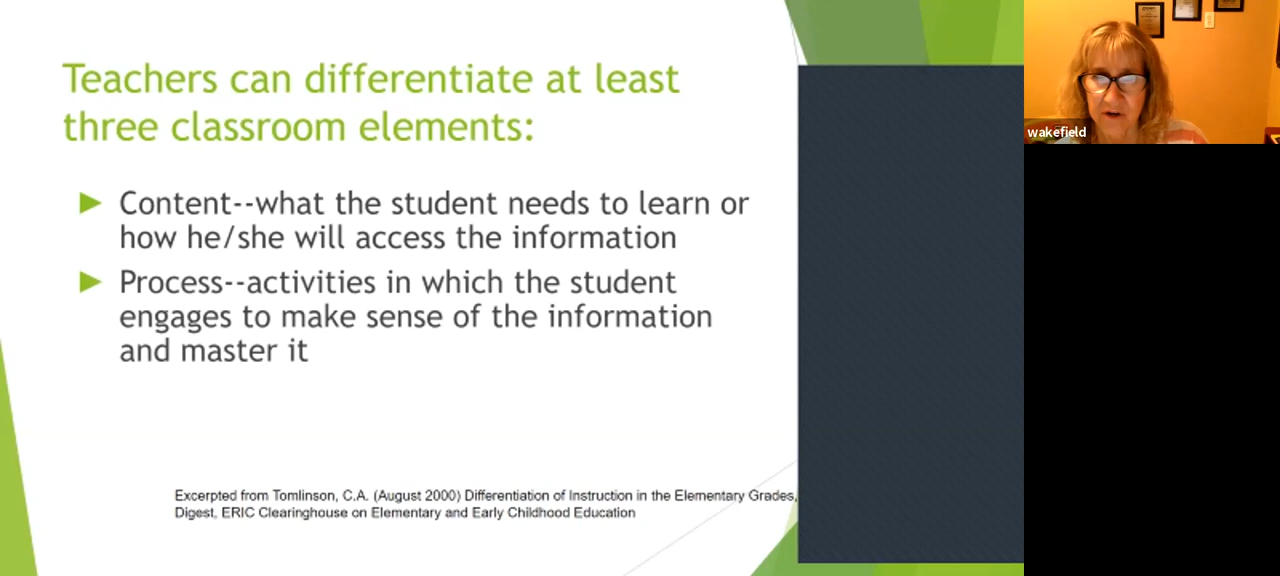 Teachers can differentiate at least
three classroom elements:
Content--what the student needs to learn or
how he/she will access the information
Process--activities in which the student
engages to make sense of the information
and master it
Excerpted from Tomlinson, C.A. (August 2000) Differentiation of Instruction in the Elementary Grades,
Digest, ERIC Clearinghouse on Elementary and Early Childhood Education
wakefield